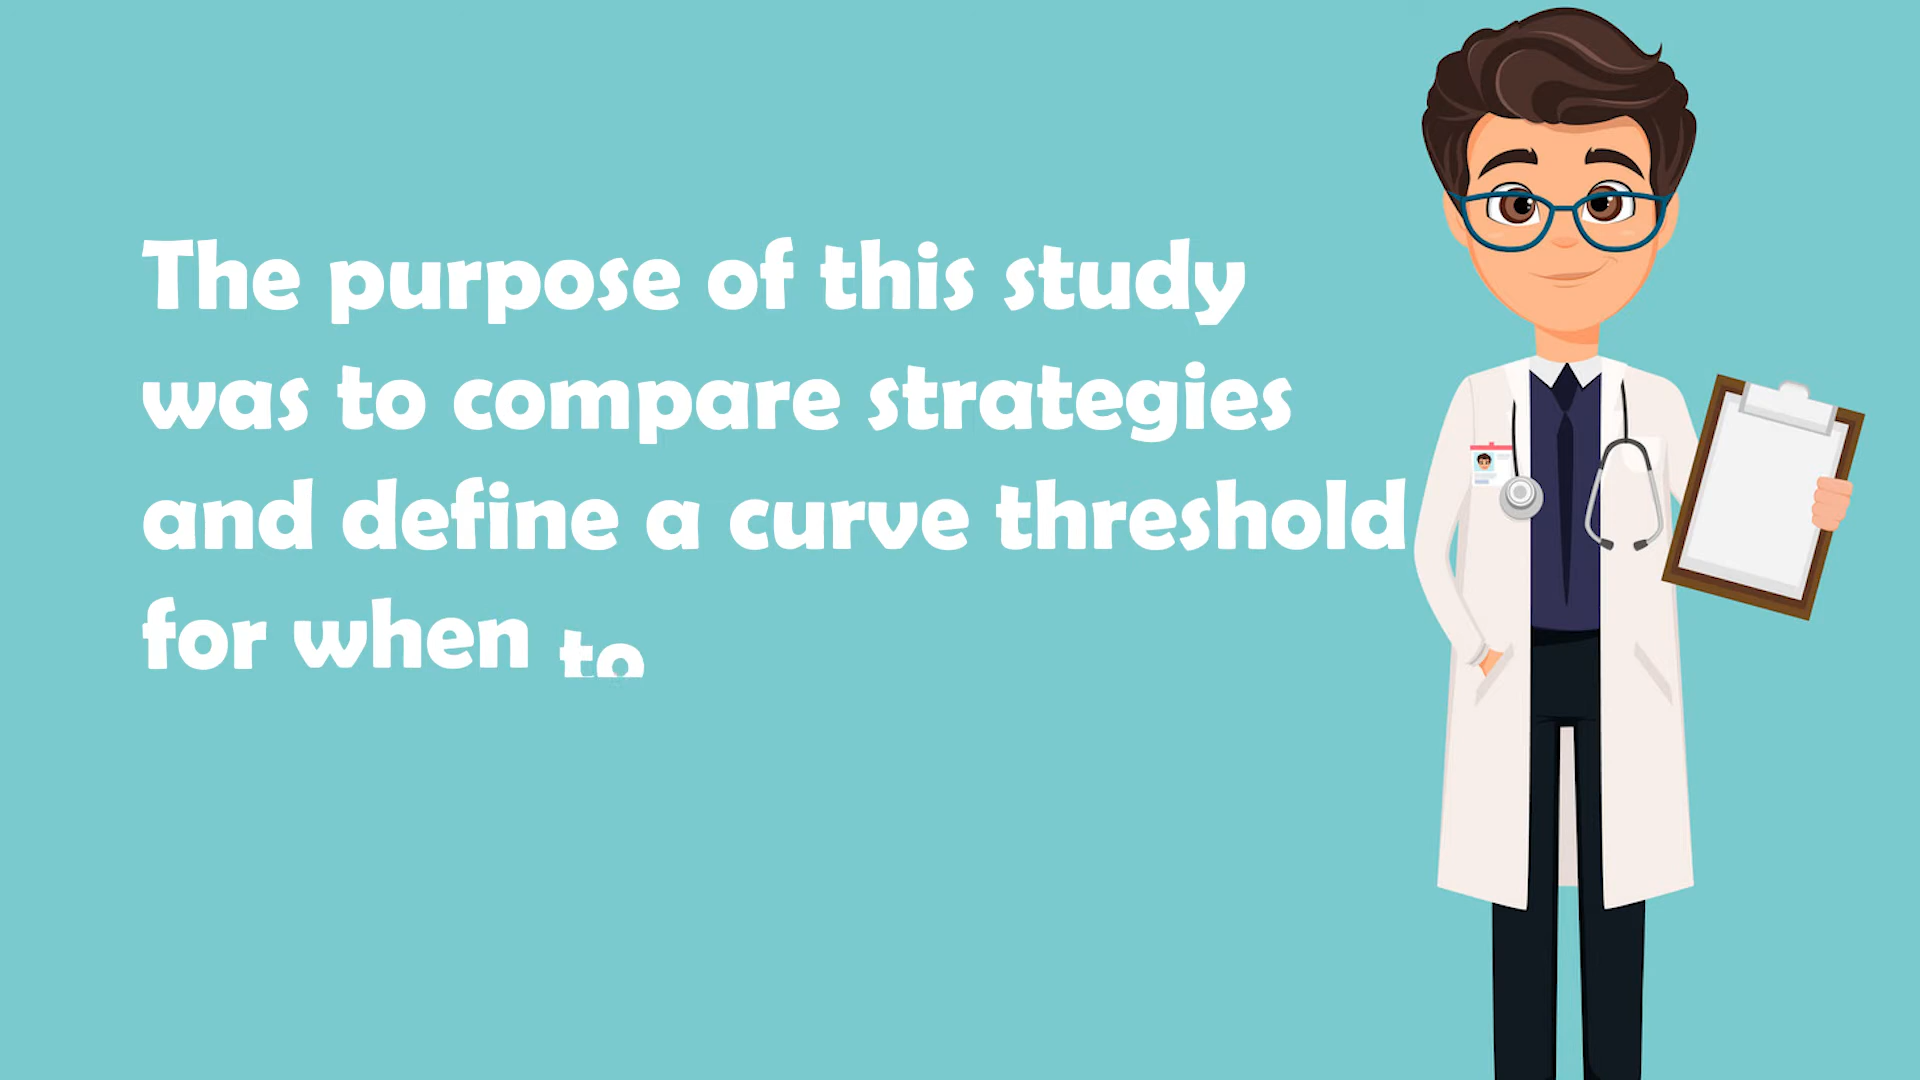 The purpose of this study
was to compare strategies
and define a curve threshold
for when to